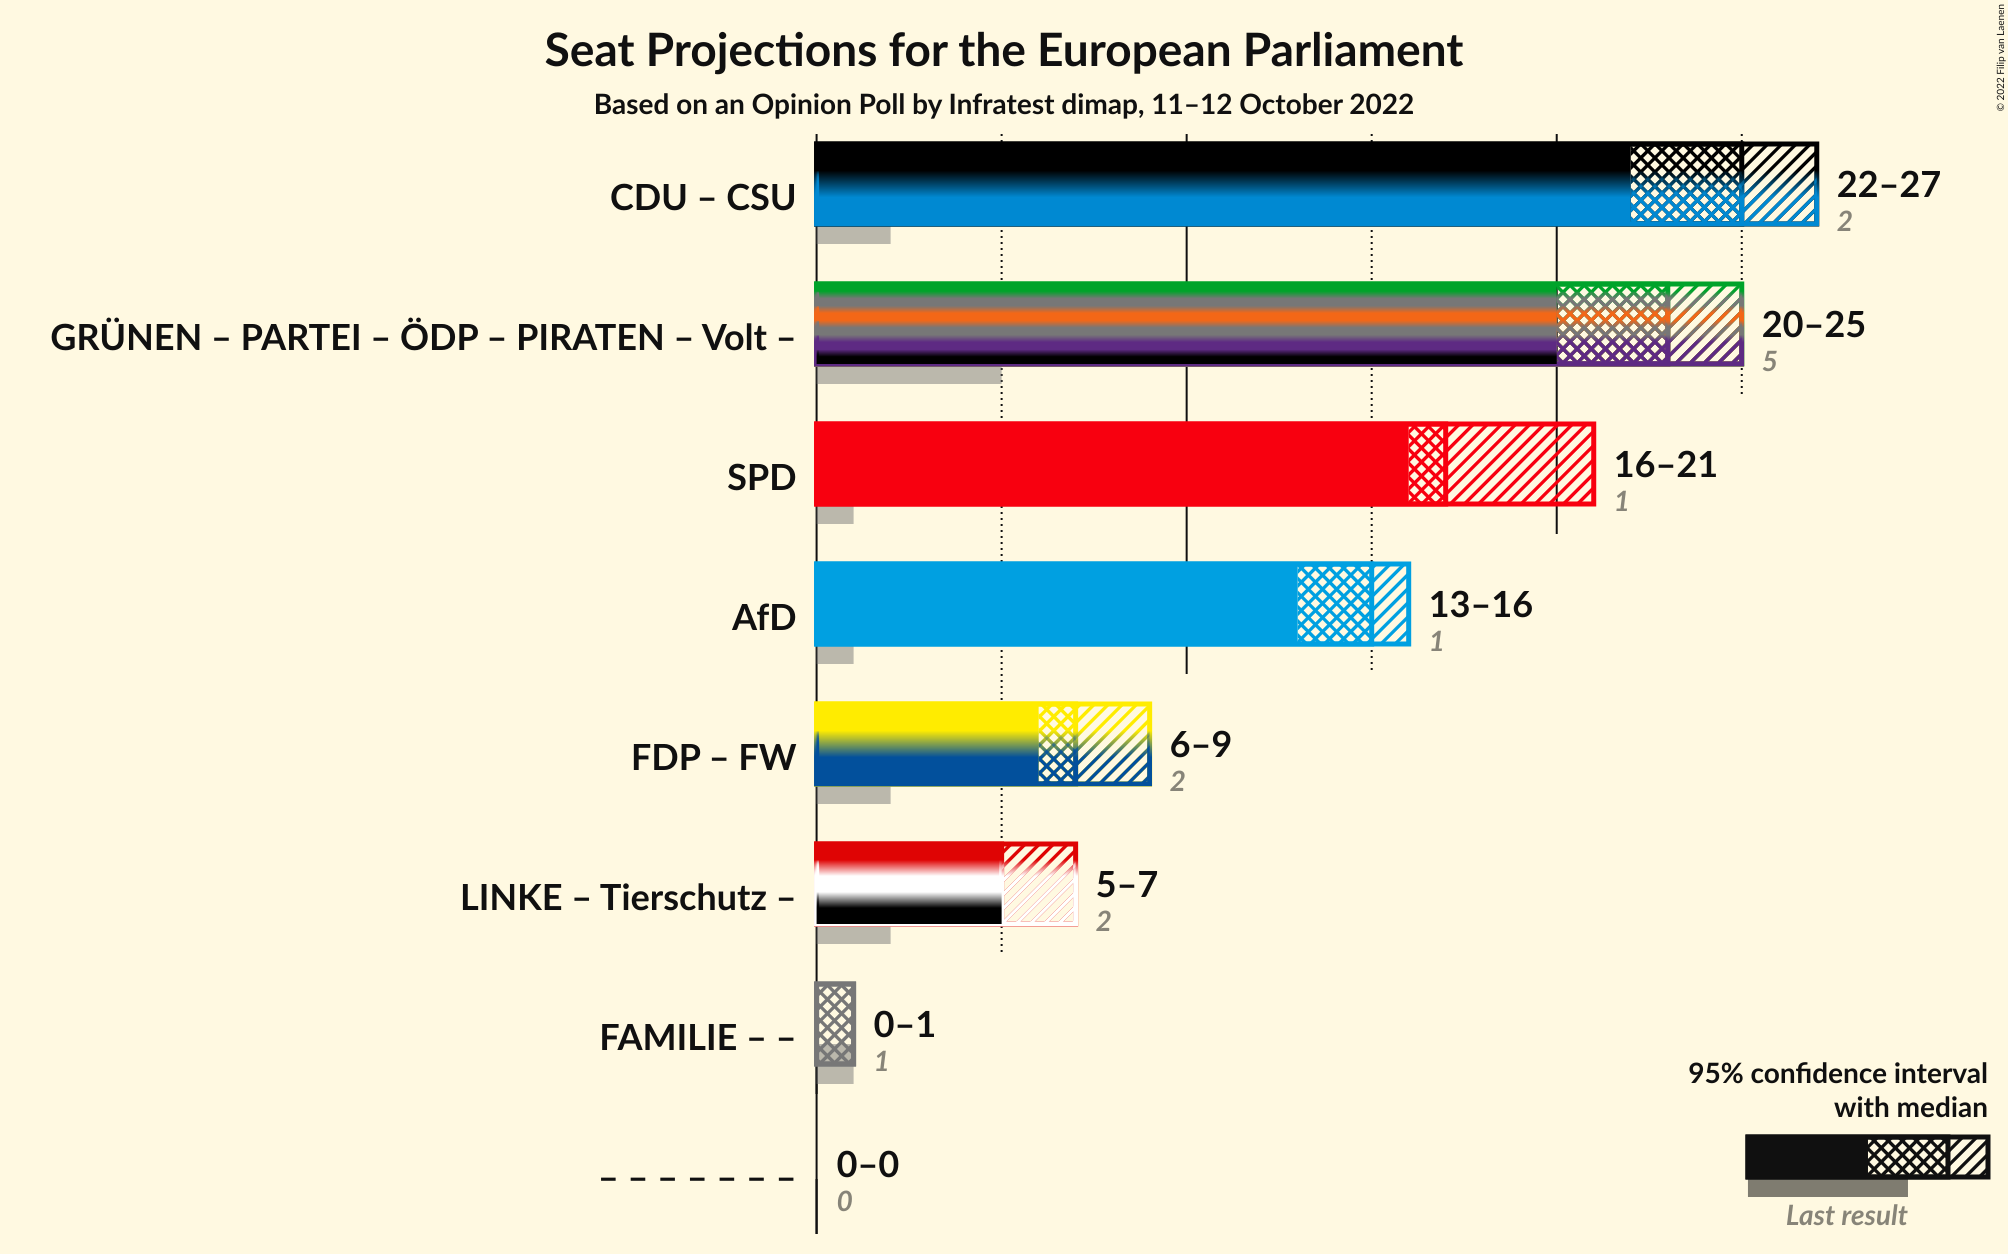 Seat Projections for the European Parliament
Based on an Opinion Poll by Infratest dimap, 11–12 October 2022
© 2022 Filip van Laenen
CDU – CSU
22–27
2
GRÜNEN – PARTEI – ÖDP – PIRATEN – Volt –
20–25
5
SPD
16–21
1
AfD
13–16
1
FDP – FW
6–9
2
LINKE – Tierschutz –
5–7
2
FAMILIE – –
0–1
1
– – – – – – –
0–0
0
95% confidence interval
with median
Last result